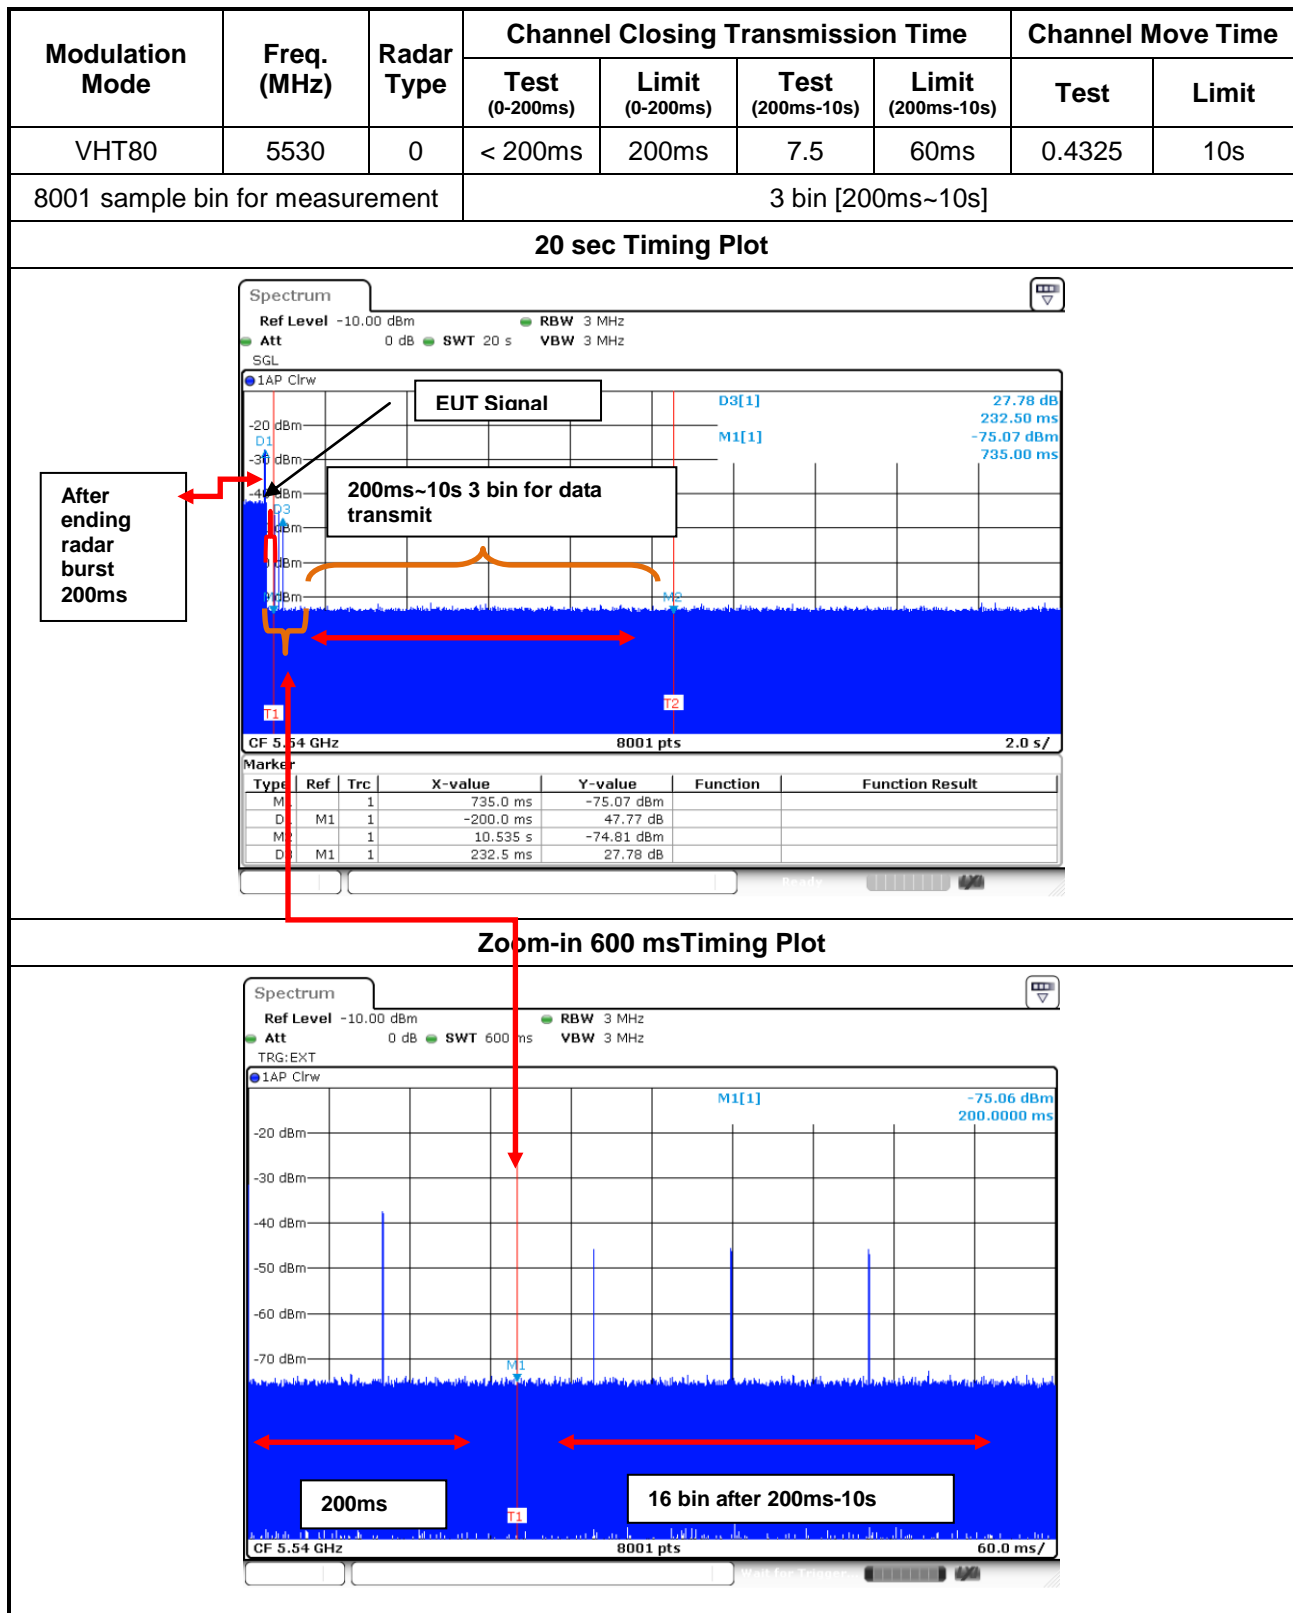 Modulation Mode | Freq. (MHz) | Radar Type | Channel Closing Transmission Time | Channel Move Time
Test (0-200ms) | Limit (0-200ms) | Test (200ms-10s) | Limit (200ms-10s) | Test | Limit
VHT80 | 5530 | 0 | < 200ms | 200ms | 7.5 | 60ms | 0.4325 | 10s
8001 sample bin for measurement | 3 bin [200ms~10s]
20 sec Timing Plot
Spectrum
Ref Level -10.00 dBm RBW 3 MHz
Att 0 dB SWT 20 s VBW 3 MHz
SGL
1AP Clrw
EUT Signal
D3[1] 27.78 dB
232.50 ms
M1[1] -75.07 dBm
735.00 ms
-20 dBm
D1
-30 dBm
200ms~10s 3 bin for data
transmit
After
ending
radar
burst
200ms
D3
M2
T1
T2
CF 5.54 GHz 8001 pts 2.0 s/
Marker
Type | Ref | Trc | X-value | Y-value | Function | Function Result
M1 | | 1 | 735.0 ms | -75.07 dBm
D1 | M1 | 1 | -200.0 ms | 47.77 dB
M2 | | 1 | 10.535 s | -74.81 dBm
D3 | M1 | 1 | 232.5 ms | 27.78 dB
Ready
Zoom-in 600 msTiming Plot
Spectrum
Ref Level -10.00 dBm RBW 3 MHz
Att 0 dB SWT 600 ms VBW 3 MHz
TRG:EXT
1AP Clrw
M1[1] -75.06 dBm
200.0000 ms
-20 dBm
-30 dBm
-40 dBm
-50 dBm
-60 dBm
-70 dBm
M1
200ms
16 bin after 200ms-10s
T1
CF 5.54 GHz 8001 pts 60.0 ms/
Wait for Trigger